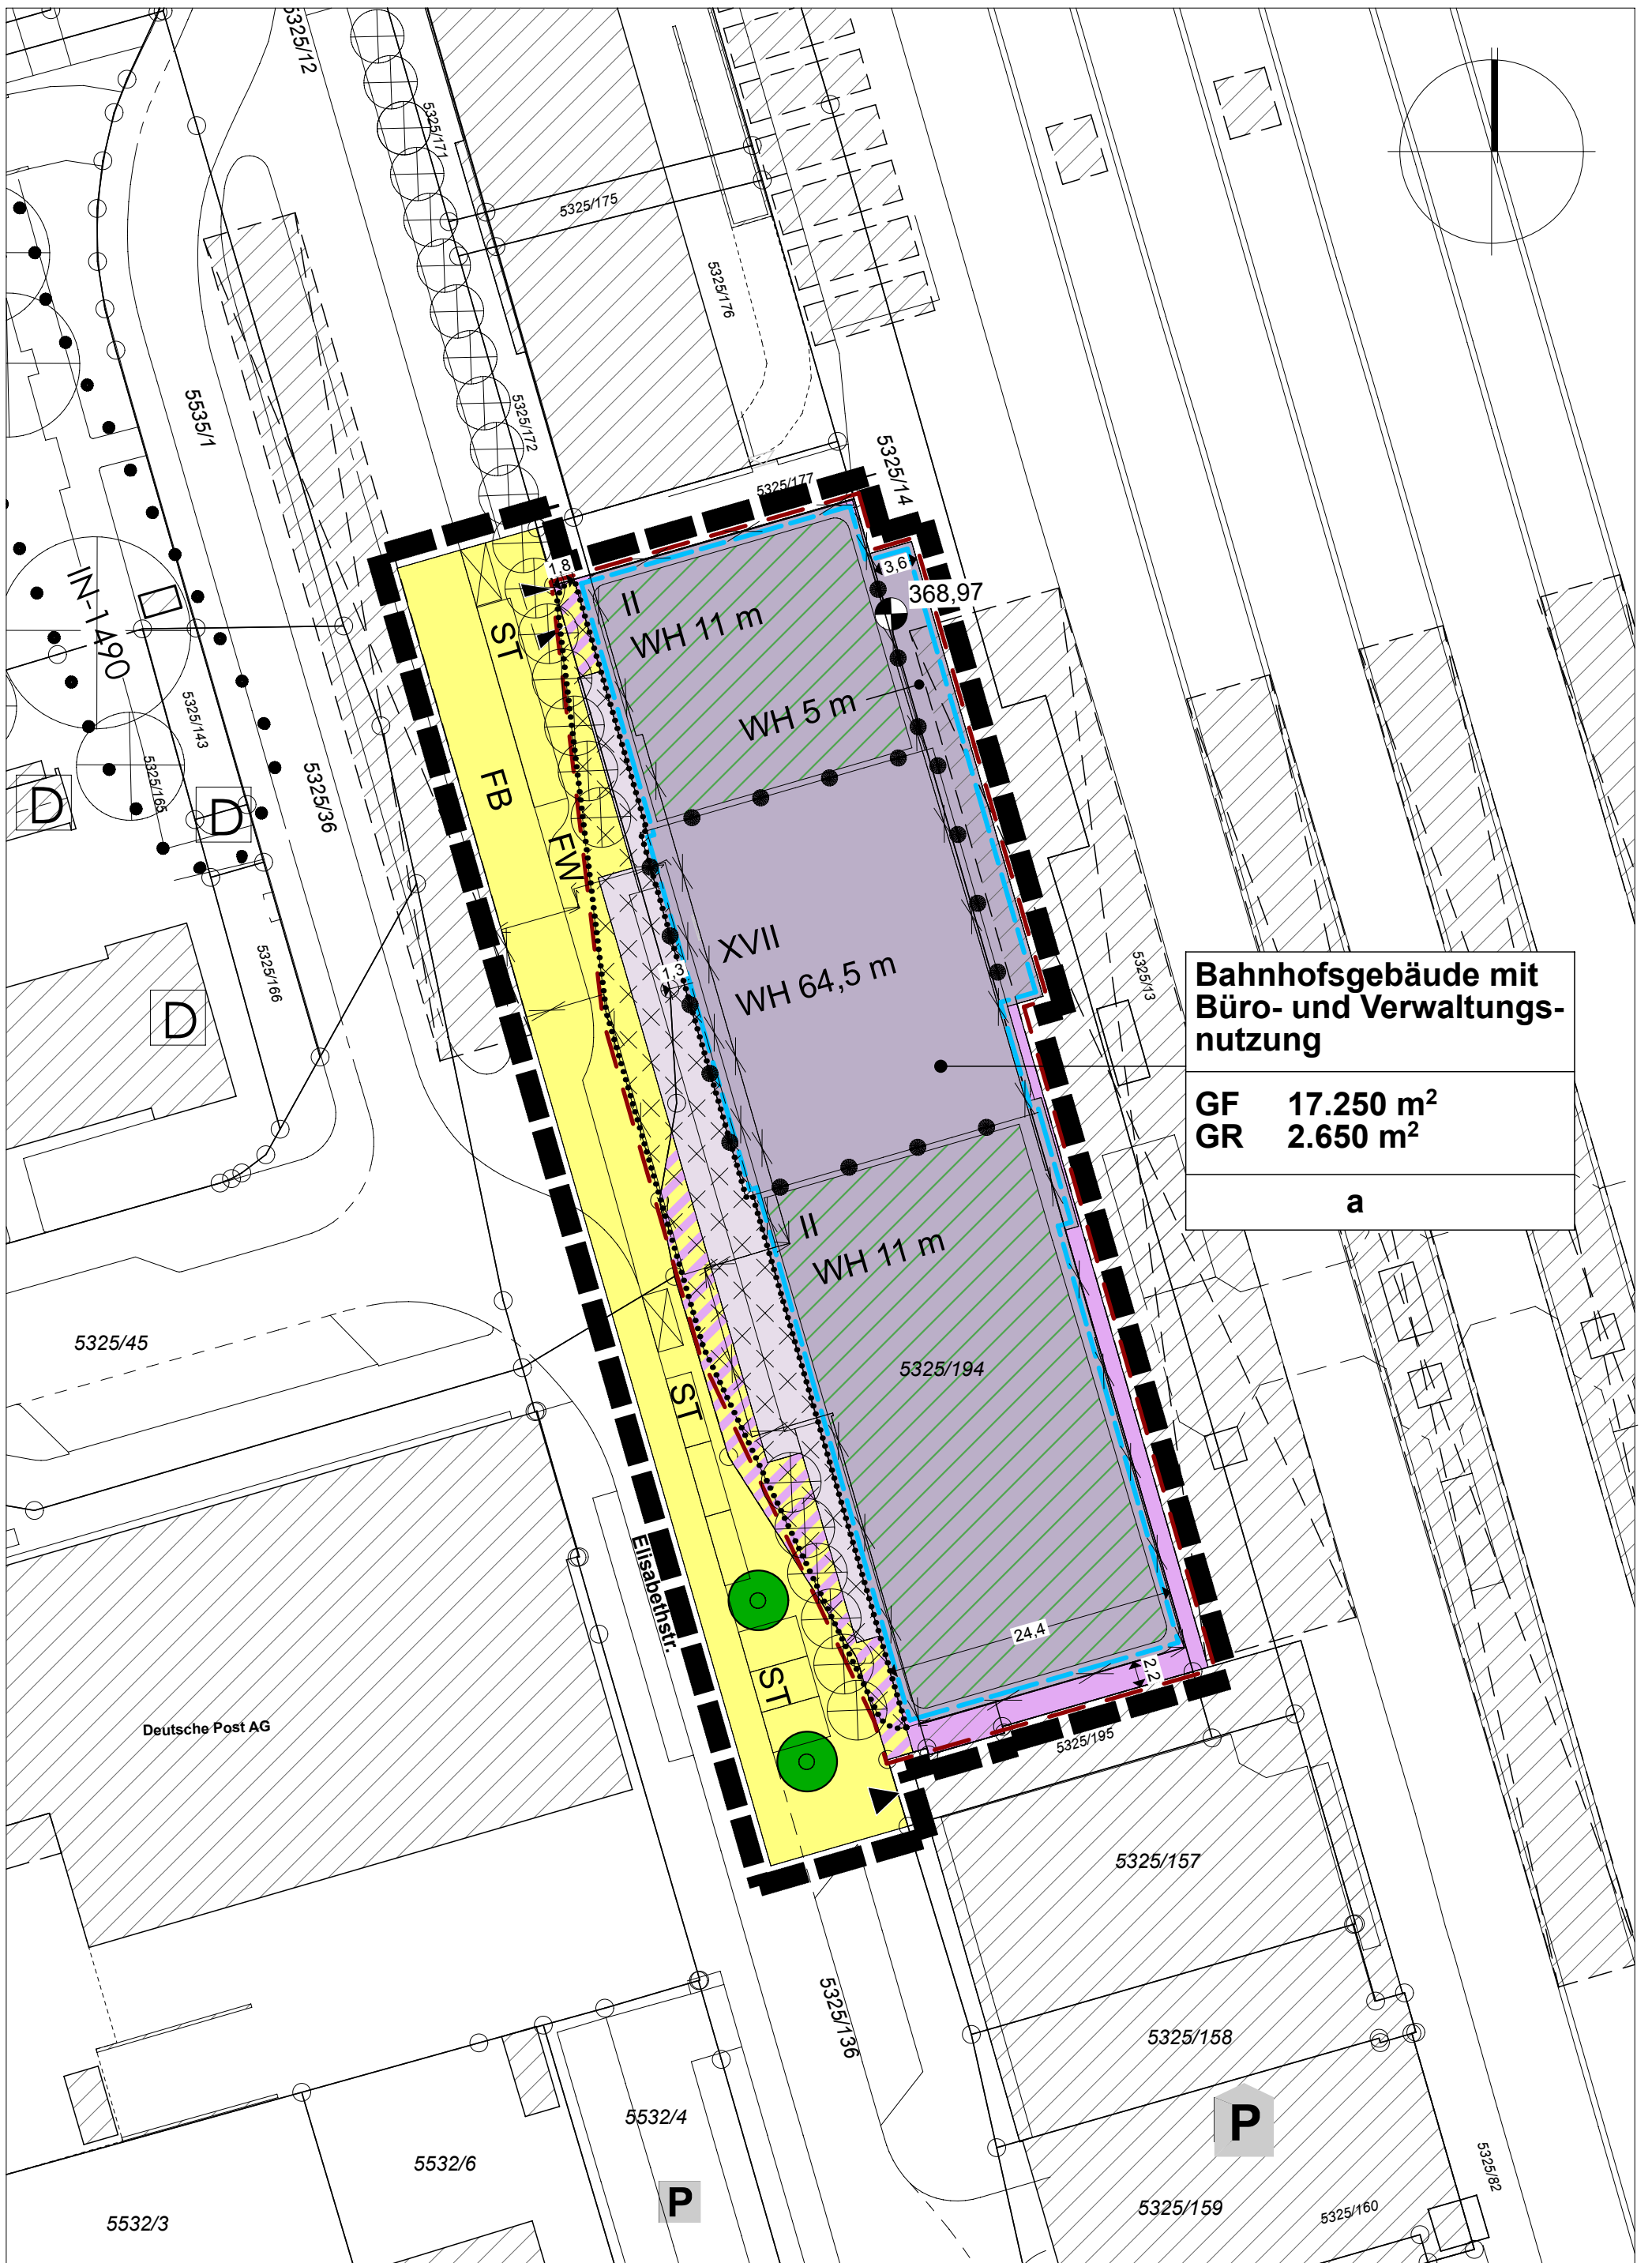 5325/12
5325/171
5325/175
5325/176
5535/1
5325/172
5325/14
5325/177
IN-1490
1,8
3,6
368,97
II
WH 11 m
ST
WH 5 m
5325/143
5325/165
5325/36
D
D
FB
FW
5325/166
D
XVII
WH 64,5 m
1,3
5325/13
Bahnhofsgebäude mit
Büro- und Verwaltungs-
nutzung
GF 17.250 m²
GR 2.650 m²
a
II
WH 11 m
5325/45
5325/194
ST
Elisabethstr.
24,4
2,2
ST
Deutsche Post AG
5325/195
5325/157
5325/136
5325/158
5532/4
P
5532/6
P
5325/82
5532/3
5325/159
5325/160